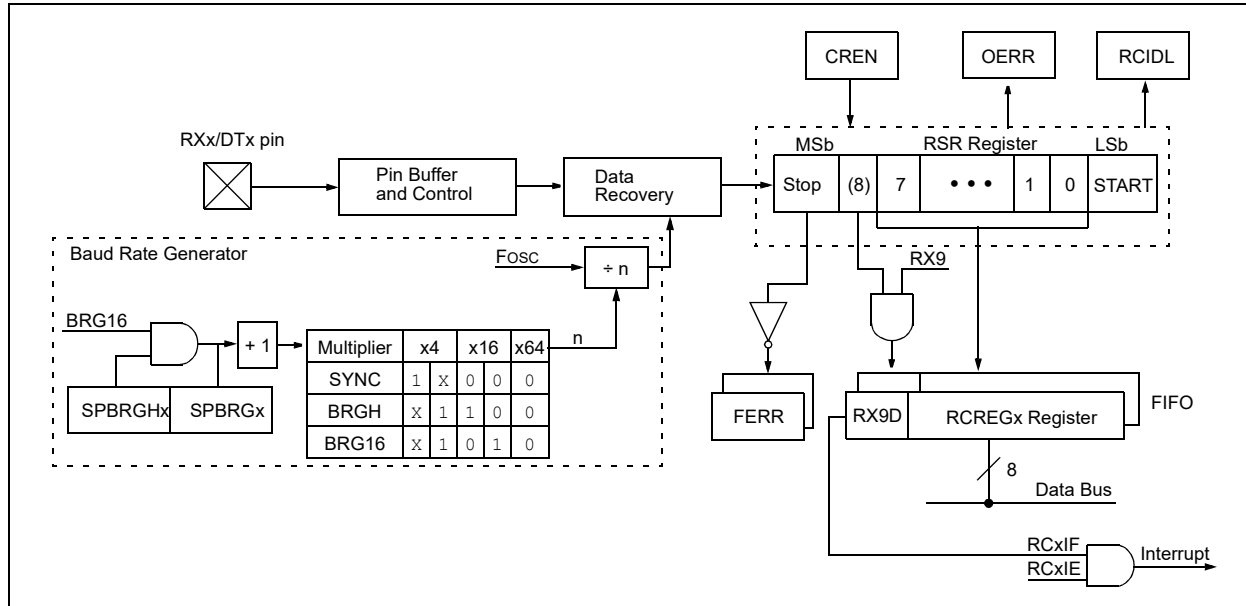 CREN OERR RCIDL
RXx/DTx pin
MSb RSR Register LSb
Pin Buffer
and Control
Data
Recovery
Stop (8) 7 • • • 1 0 START
Baud Rate Generator
FOSC
÷ n
RX9
BRG16
+ 1
n
Multiplier x4 x16 x64
SYNC 1 X 0 0 0
BRGH X 1 1 0 0
BRG16 X 1 0 1 0
SPBRGHx SPBRGx
FERR
RX9D RCREGx Register
FIFO
8
Data Bus
RCxIF
RCxIE
Interrupt